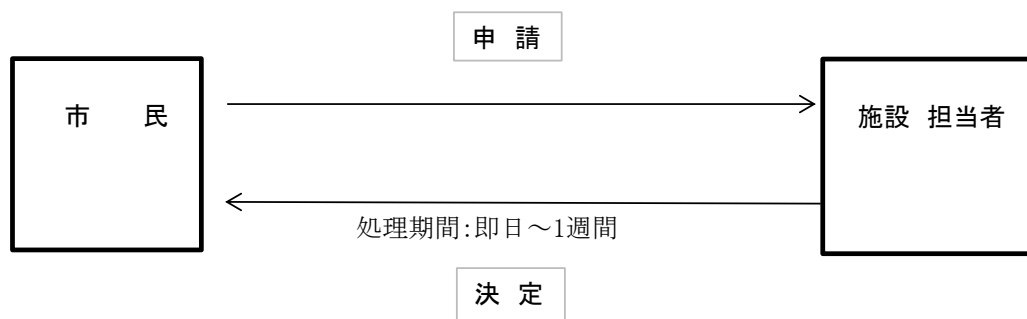 申 請
市 民
施設 担当者
処理期間:即日～1週間
決 定